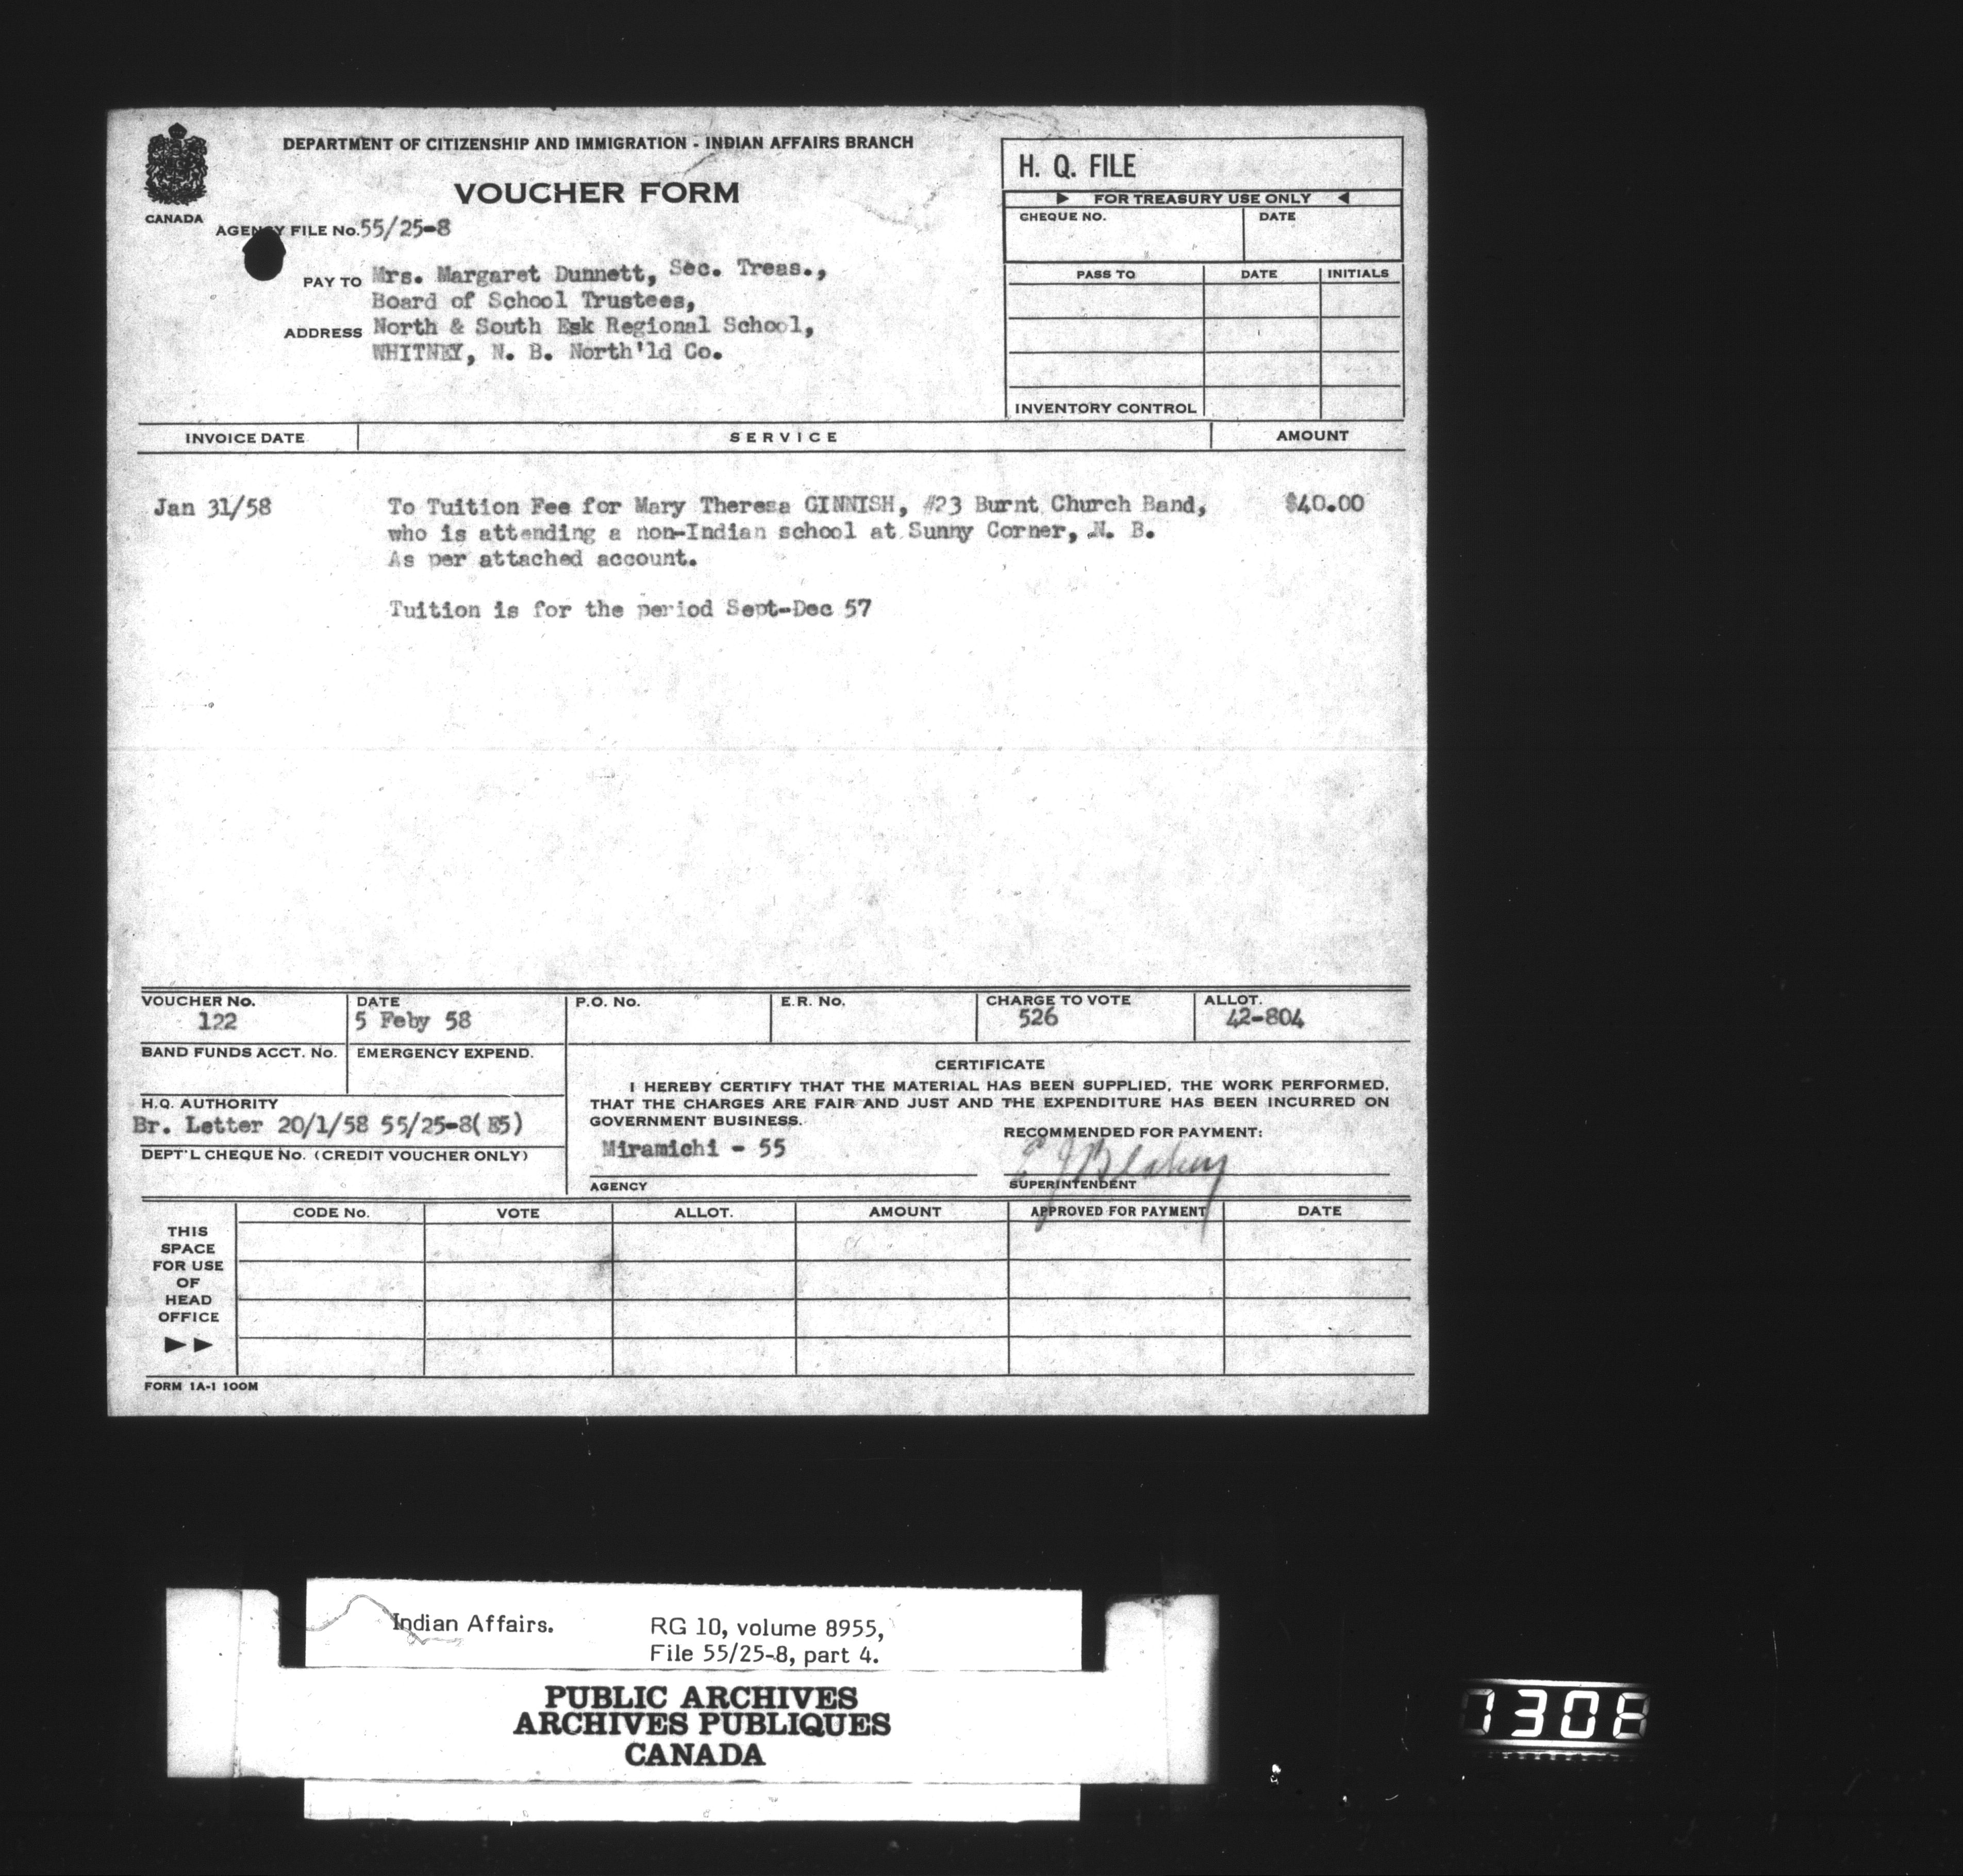 DEPARTMENT OF CITIZENSHIP AND IMMIGRATION - INDIAN AFFAIRS BRANCH
VOUCHER FORM
CANADA
AGENCY FILE No. 55/25-8
PAY TO Mrs. Margaret Dunnett, Sec. Treas.,
Board of School Trustees,
ADDRESS North & South Esk Regional School,
WHITNEY, N. B. North'ld Co.
H. Q. FILE
FOR TREASURY USE ONLY
CHEQUE NO. DATE
PASS TO DATE INITIALS
INVENTORY CONTROL
INVOICE DATE SERVICE AMOUNT
Jan 31/58 To Tuition Fee for Mary Theresa GINNISH, #23 Burnt Church Band, $40.00
who is attending a non-Indian school at Sunny Corner, N. B.
As per attached account.
Tuition is for the period Sept-Dec 57
VOUCHER No. DATE P.O. No. E.R. No. CHARGE TO VOTE ALLOT.
122 5 Feby 58 526 42-804
BAND FUNDS ACCT. No. EMERGENCY EXPEND.
H.Q. AUTHORITY
Br. Letter 20/1/58 55/25-8(E5)
DEPT'L CHEQUE No. (CREDIT VOUCHER ONLY)
CERTIFICATE
I HEREBY CERTIFY THAT THE MATERIAL HAS BEEN SUPPLIED, THE WORK PERFORMED,
THAT THE CHARGES ARE FAIR AND JUST AND THE EXPENDITURE HAS BEEN INCURRED ON
GOVERNMENT BUSINESS.
RECOMMENDED FOR PAYMENT:
Miramichi - 55 E J Blakey
AGENCY SUPERINTENDENT
CODE No. VOTE ALLOT. AMOUNT APPROVED FOR PAYMENT DATE
THIS
SPACE
FOR USE
OF
HEAD
OFFICE
FORM 1A-1 100M
Indian Affairs. RG 10, volume 8955,
File 55/25-8, part 4.
PUBLIC ARCHIVES
ARCHIVES PUBLIQUES
CANADA
1308